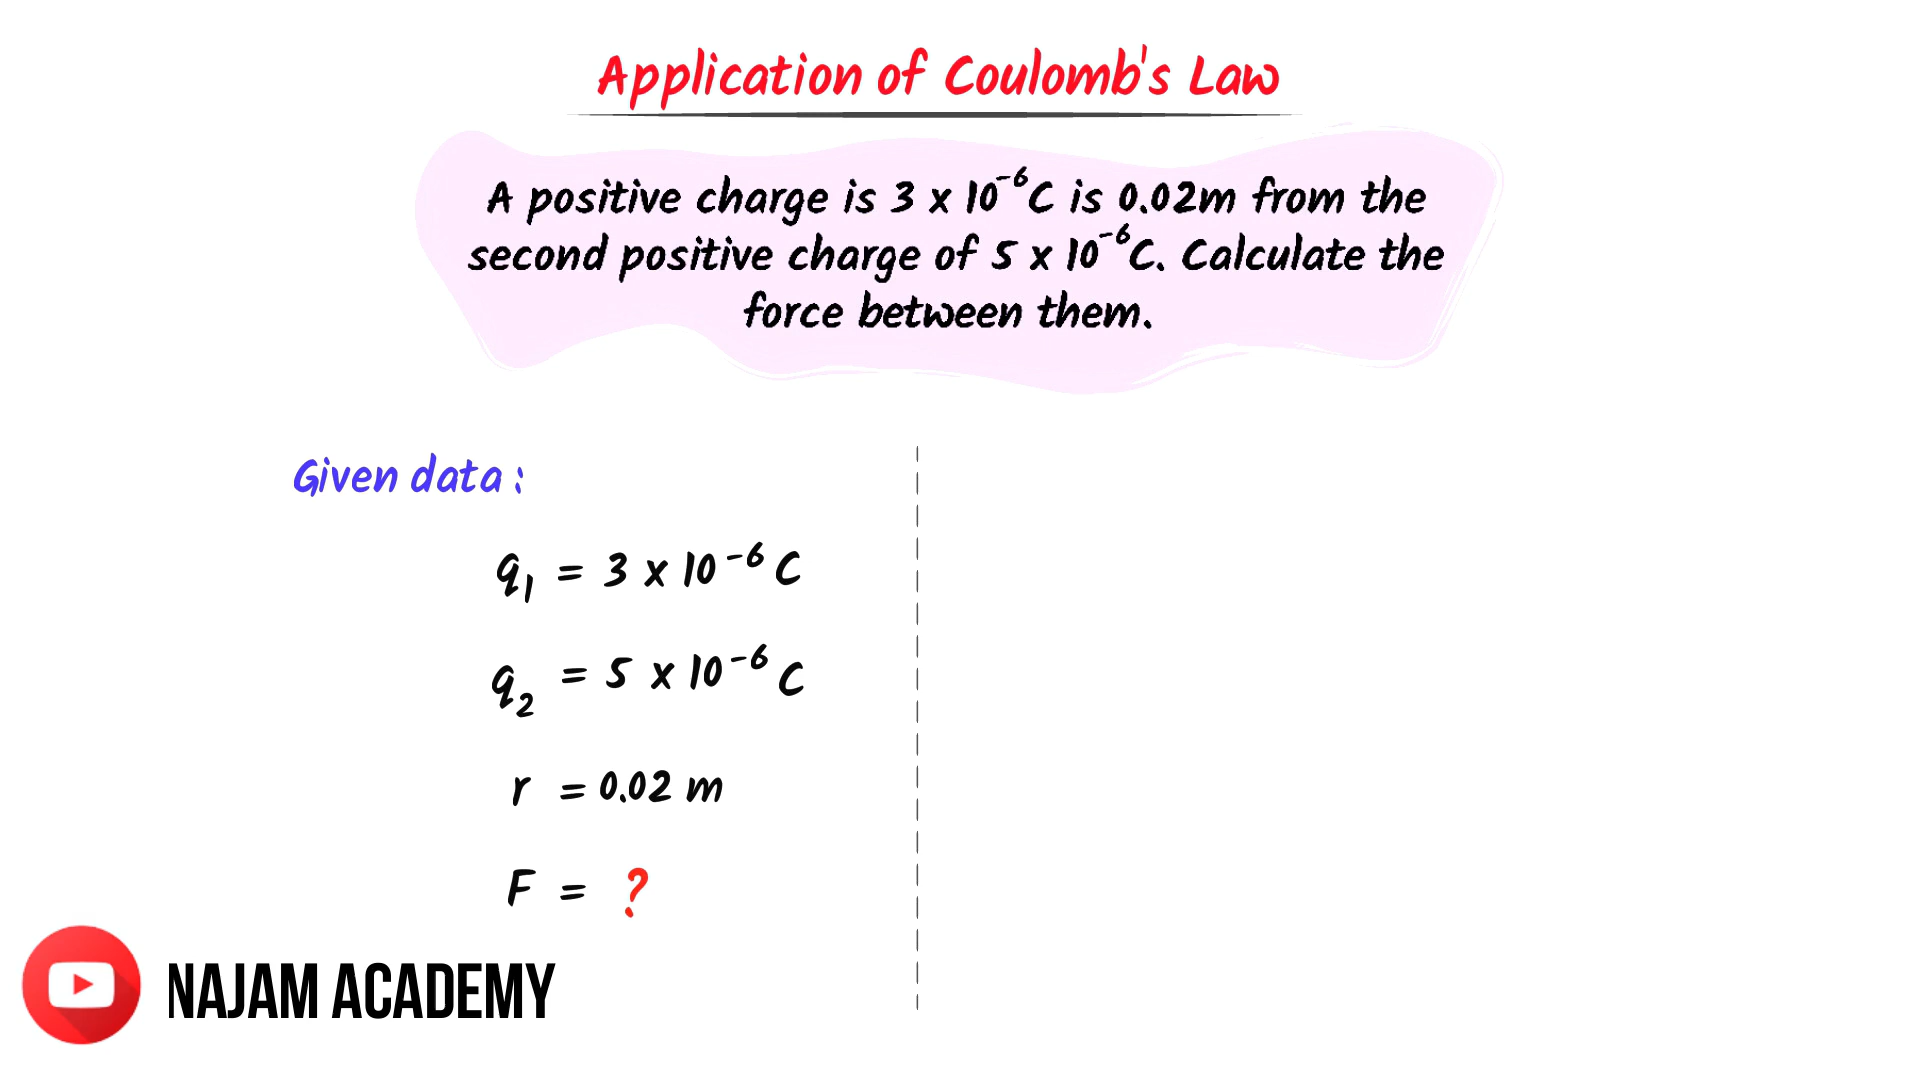 Application of Coulomb's Law
A positive charge is 3 x 10⁻⁶C is 0.02m from the
second positive charge of 5 x 10⁻⁶C. Calculate the
force between them.
Given data :
q₁ = 3 x 10⁻⁶ C
q₂ = 5 x 10⁻⁶ C
r = 0.02 m
F = ?
NAJAM ACADEMY